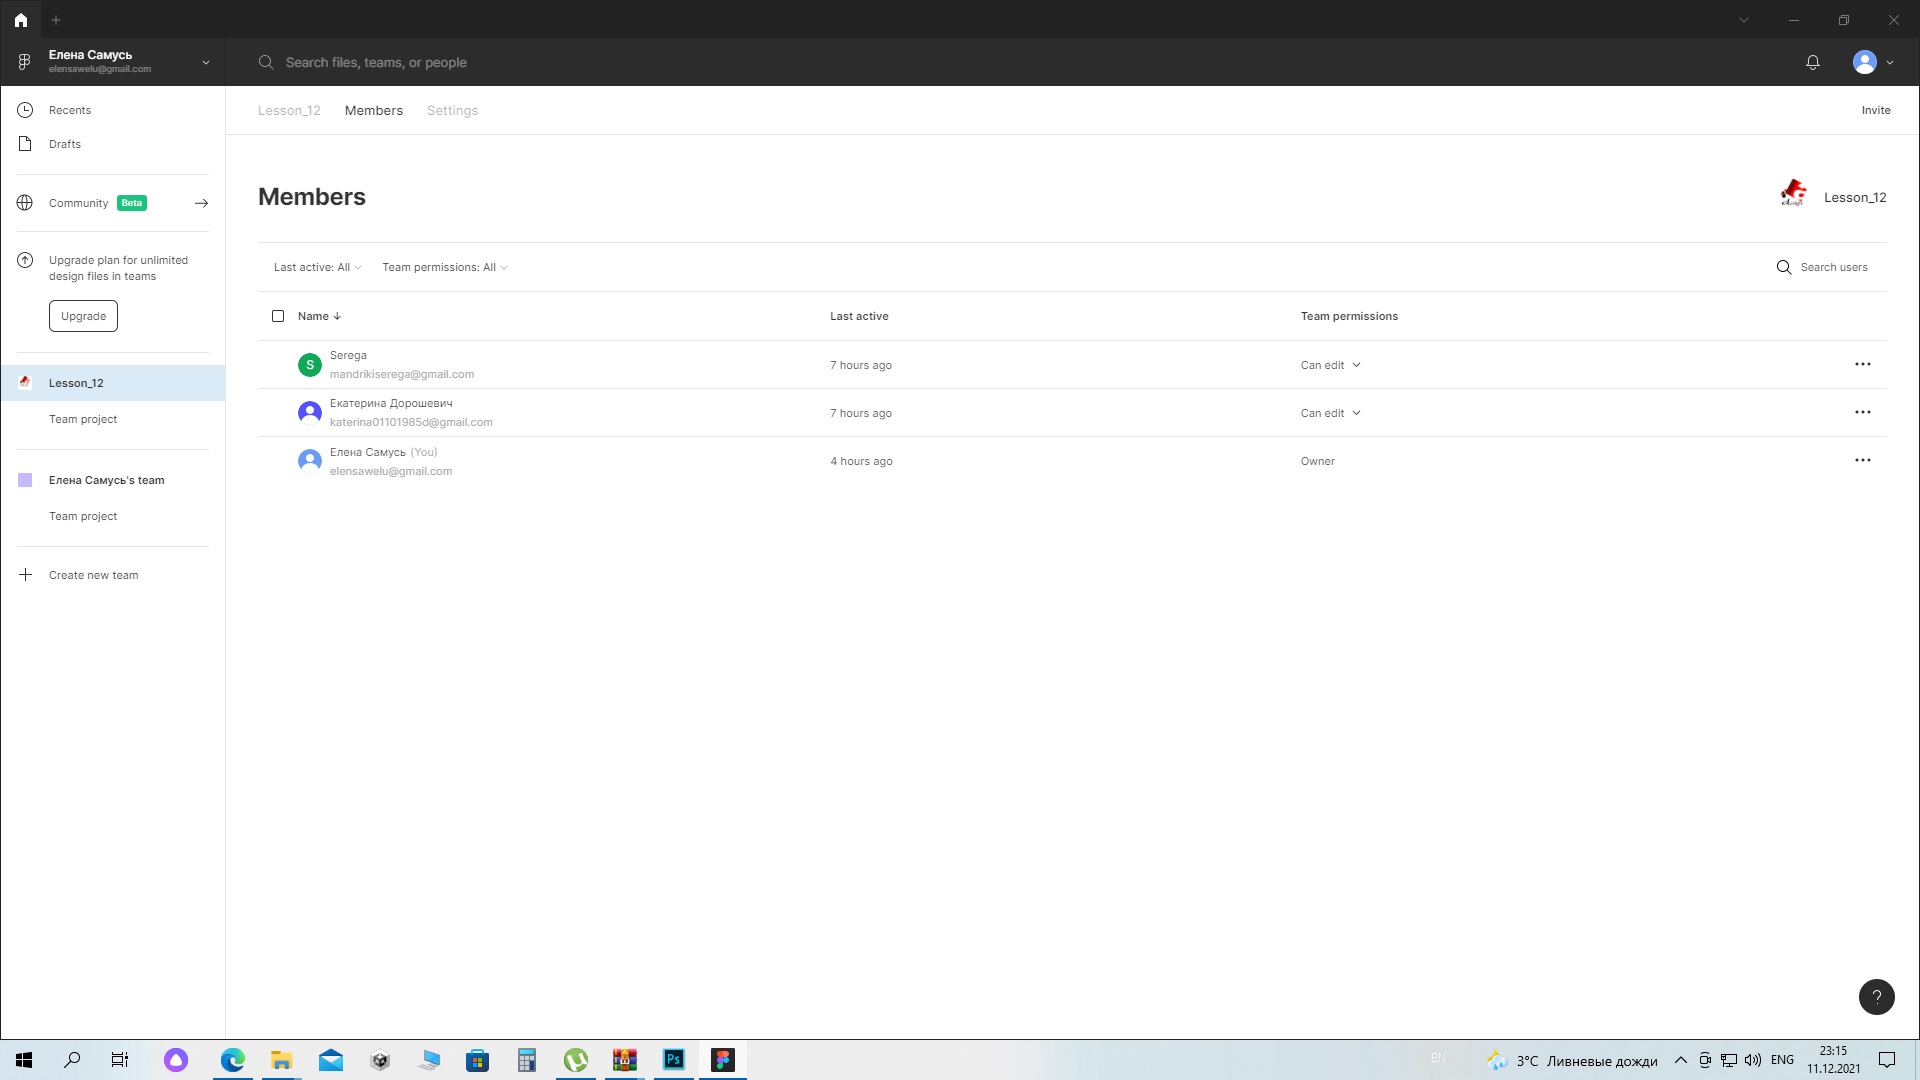 Елена Самусь
elensawelu@gmail.com
Search files, teams, or people
Recents
Drafts
Community Beta
Upgrade plan for unlimited
design files in teams
Upgrade
Lesson_12
Team project
Елена Самусь's team
Team project
Create new team
Lesson_12 Members Settings Invite
Members
Lesson_12
Last active: All Team permissions: All Search users
Name Last active Team permissions
S
Serega
mandrikiserega@gmail.com
7 hours ago Can edit
Екатерина Дорошевич
katerina01101985d@gmail.com
7 hours ago Can edit
Елена Самусь (You)
elensawelu@gmail.com
4 hours ago Owner
?
Ps
EN
3°C Ливневые дожди
ENG
23:15
11.12.2021